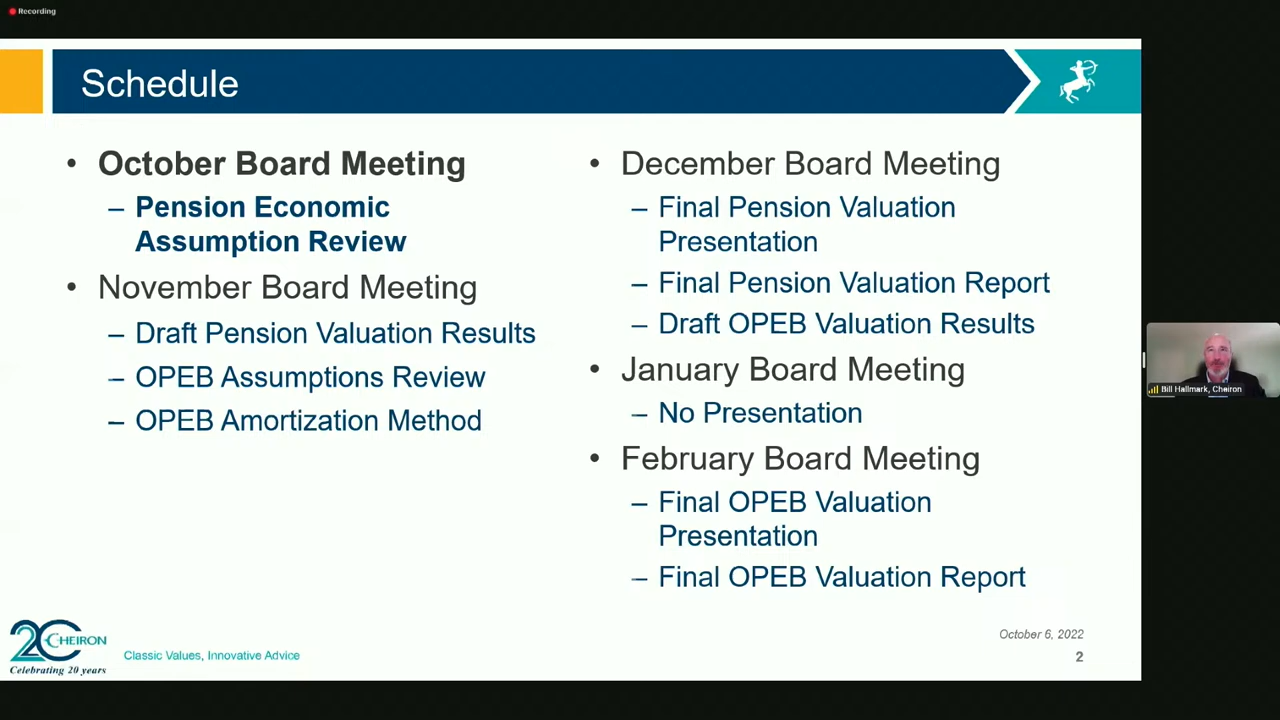 Recording
Schedule
• October Board Meeting
– Pension Economic
Assumption Review
• November Board Meeting
– Draft Pension Valuation Results
– OPEB Assumptions Review
– OPEB Amortization Method
• December Board Meeting
– Final Pension Valuation
Presentation
– Final Pension Valuation Report
– Draft OPEB Valuation Results
• January Board Meeting
– No Presentation
• February Board Meeting
– Final OPEB Valuation
Presentation
– Final OPEB Valuation Report
Bill Hallmark, Cheiron
October 6, 2022
2
20 CHEIRON
Celebrating 20 years
Classic Values, Innovative Advice